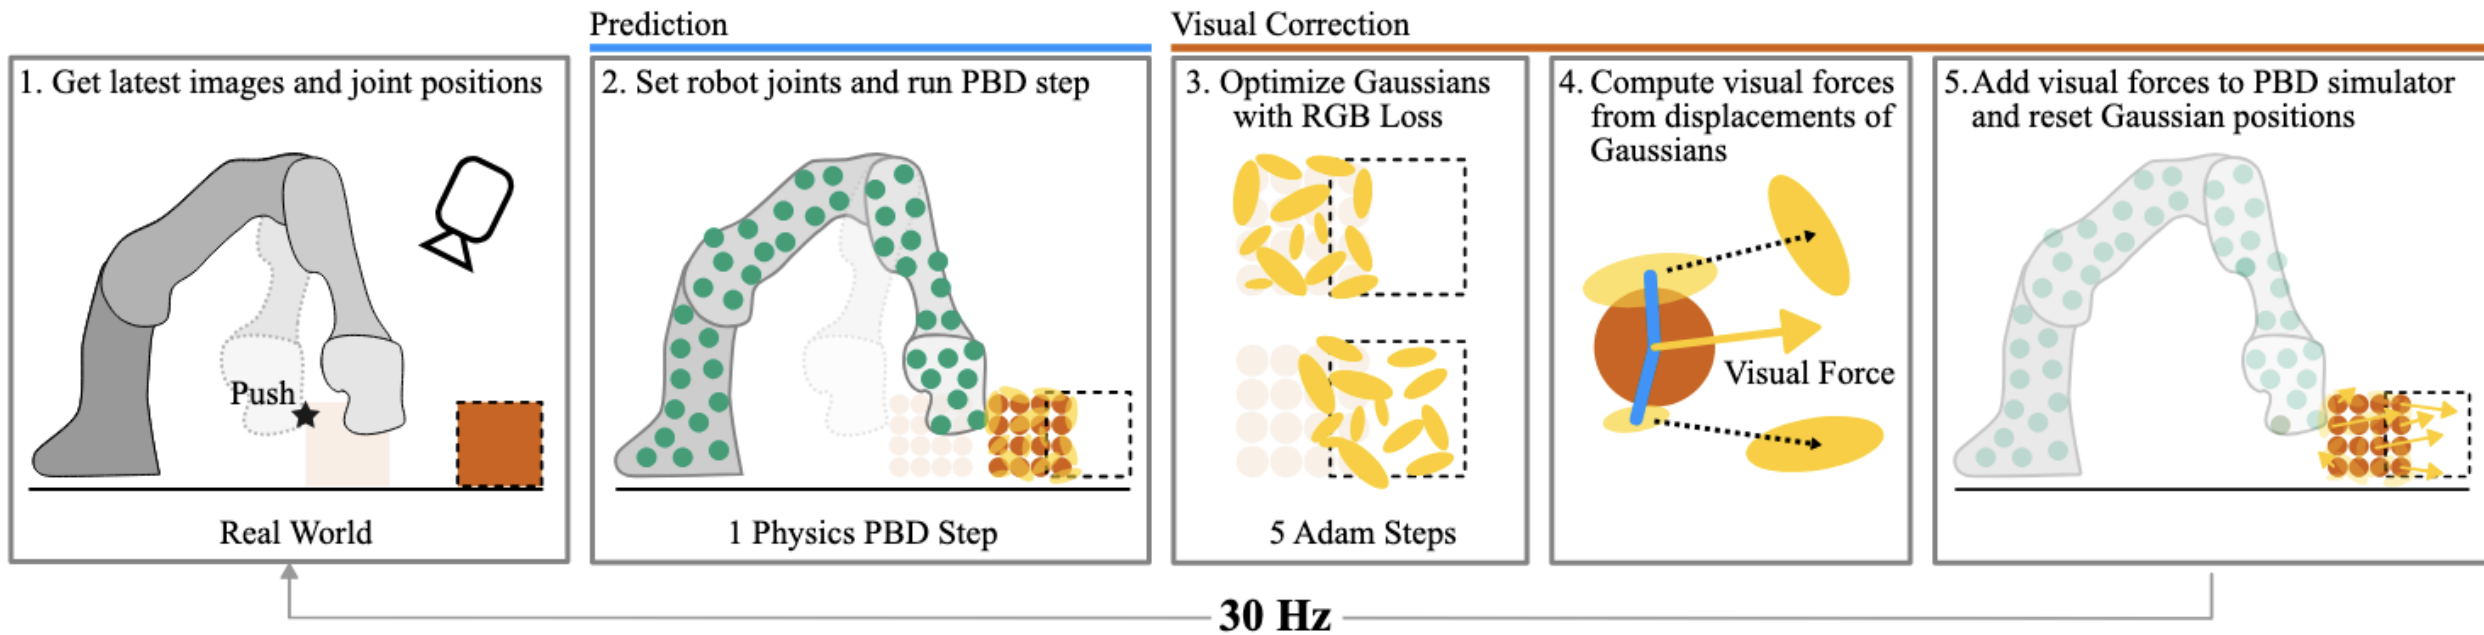 Prediction
Visual Correction
1. Get latest images and joint positions
Push
Real World
2. Set robot joints and run PBD step
1 Physics PBD Step
3. Optimize Gaussians
with RGB Loss
5 Adam Steps
4. Compute visual forces
from displacements of
Gaussians
Visual Force
5.Add visual forces to PBD simulator
and reset Gaussian positions
30 Hz